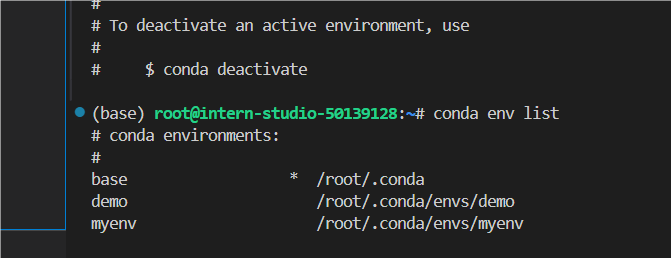 #
# To deactivate an active environment, use
#
#     $ conda deactivate
(base) root@intern-studio-50139128:~# conda env list
# conda environments:
#
base                  *  /root/.conda
demo                     /root/.conda/envs/demo
myenv                    /root/.conda/envs/myenv